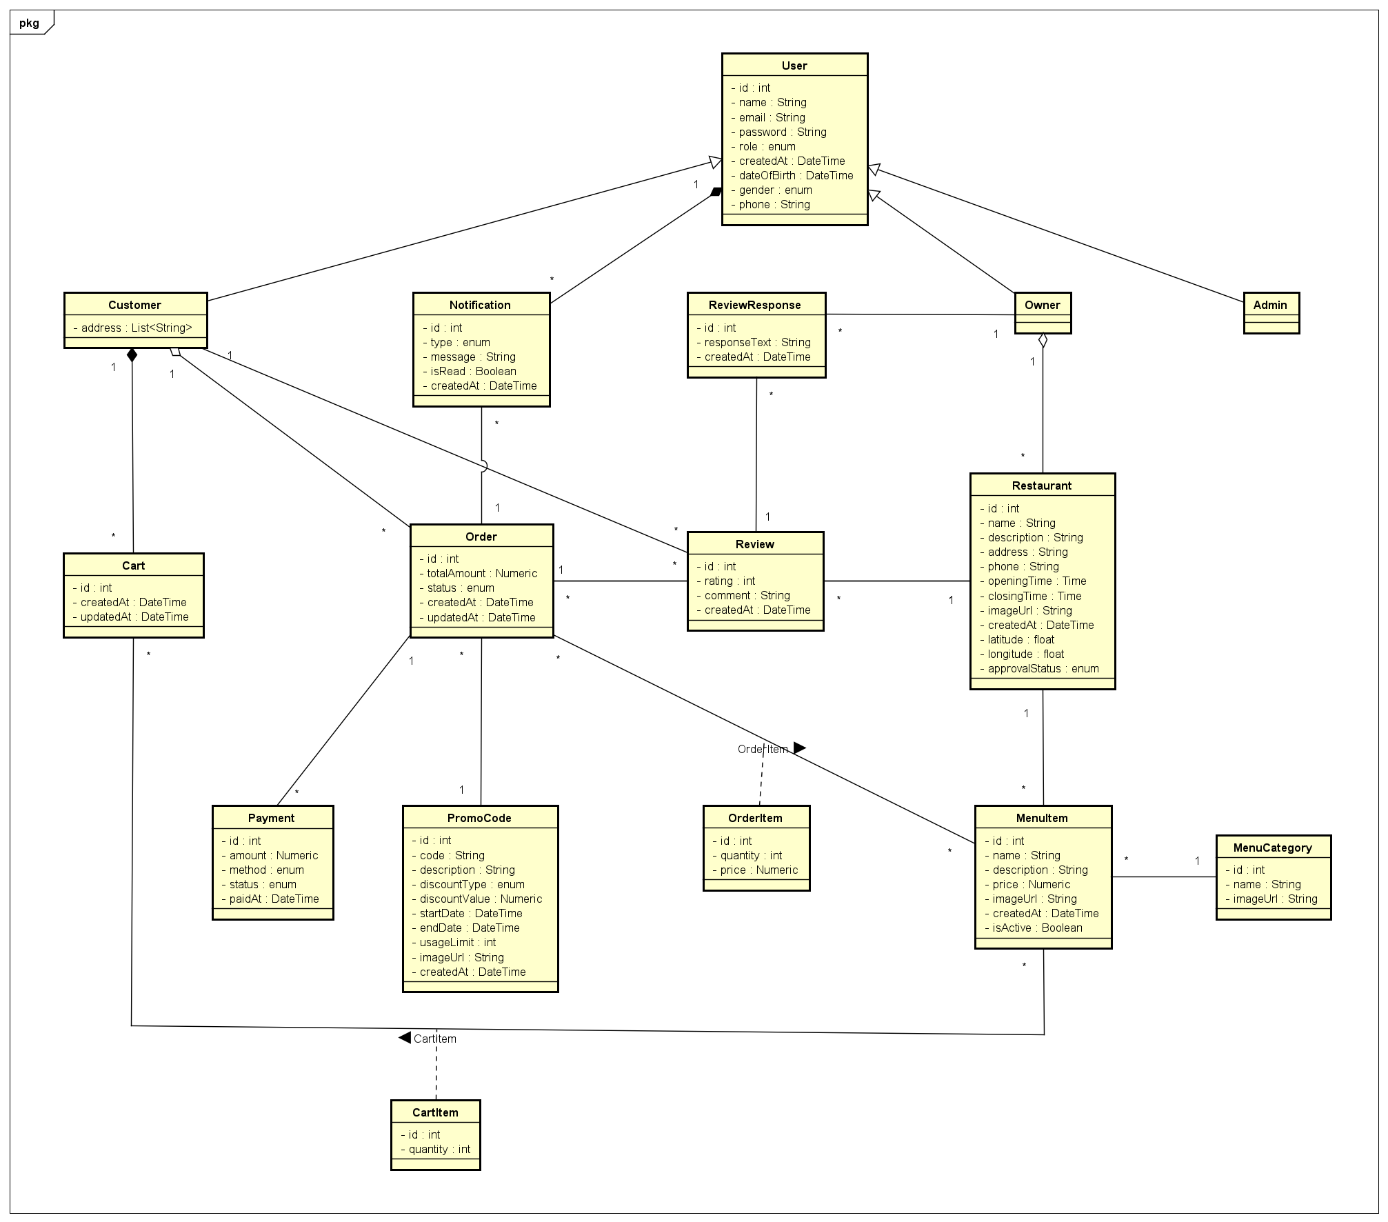 pkg
User
- id : int
- name : String
- email : String
- password : String
- role : enum
- createdAt : DateTime
- dateOfBirth : DateTime
- gender : enum
- phone : String
1
*
Customer
- address : List<String>
Notification
- id : int
- type : enum
- message : String
- isRead : Boolean
- createdAt : DateTime
ReviewResponse
- id : int
- responseText : String
- createdAt : DateTime
Owner
Admin
*
1
1
1
1
1
*
*
*
*
*
*
1
1
Restaurant
- id : int
- name : String
- description : String
- address : String
- phone : String
- openingTime : Time
- closingTime : Time
- imageUrl : String
- createdAt : DateTime
- latitude : float
- longitude : float
- approvalStatus : enum
Order
- id : int
- totalAmount : Numeric
- status : enum
- createdAt : DateTime
- updatedAt : DateTime
Review
- id : int
- rating : int
- comment : String
- createdAt : DateTime
Cart
- id : int
- createdAt : DateTime
- updatedAt : DateTime
1
*
*
*
1
*
1
*
*
1
OrderItem
*
1
*
*
Payment
- id : int
- amount : Numeric
- method : enum
- status : enum
- paidAt : DateTime
PromoCode
- id : int
- code : String
- description : String
- discountType : enum
- discountValue : Numeric
- startDate : DateTime
- endDate : DateTime
- usageLimit : int
- imageUrl : String
- createdAt : DateTime
OrderItem
- id : int
- quantity : int
- price : Numeric
MenuItem
- id : int
- name : String
- description : String
- price : Numeric
- imageUrl : String
- createdAt : DateTime
- isActive : Boolean
*
1
MenuCategory
- id : int
- name : String
- imageUrl : String
*
CartItem
CartItem
- id : int
- quantity : int